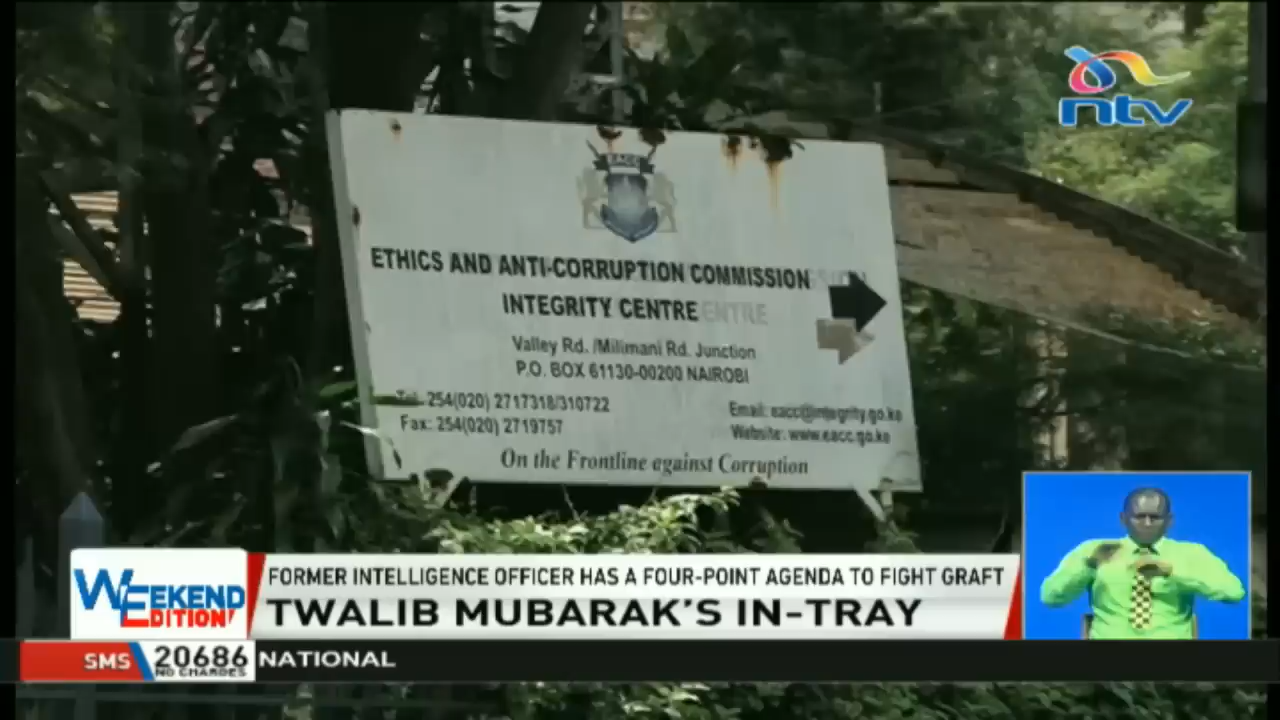 ntv
EACC
ETHICS AND ANTI-CORRUPTION COMMISSION
INTEGRITY CENTRE
Valley Rd. /Milimani Rd. Junction
P.O. BOX 61130-00200 NAIROBI
Tel. 254(020) 2717318/310722
Fax: 254(020) 2719757
Email: eacc@integrity.go.ke
Website: www.eacc.go.ke
On the Frontline against Corruption
WEEKEND
EDITION
FORMER INTELLIGENCE OFFICER HAS A FOUR-POINT AGENDA TO FIGHT GRAFT
TWALIB MUBARAK'S IN-TRAY
SMS 20686
NO CHARGES
NATIONAL